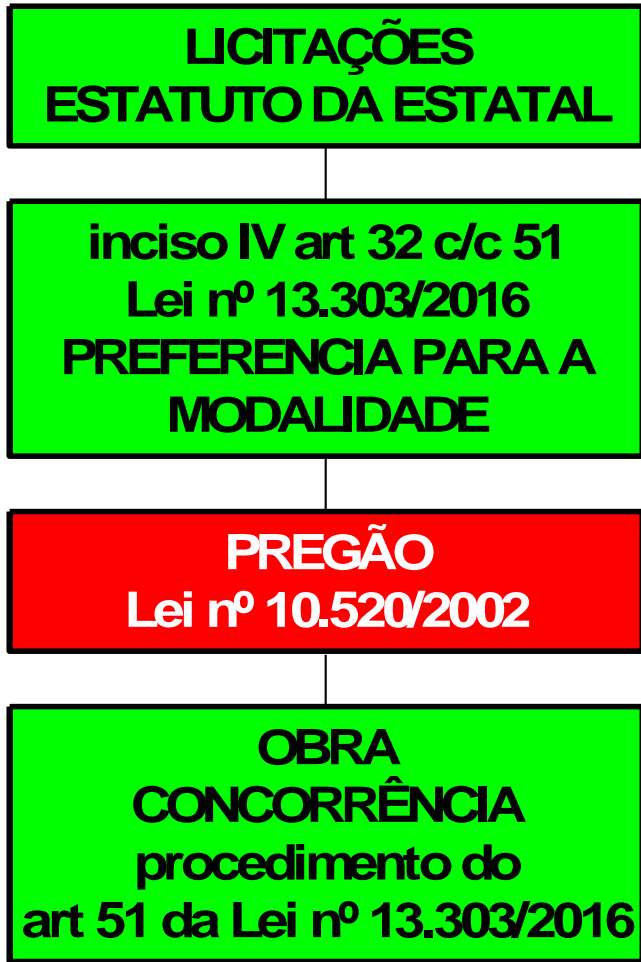 LICITAÇÕES
ESTATUTO DA ESTATAL
inciso IV art 32 c/c 51
Lei nº 13.303/2016
PREFERENCIA PARA A
MODALIDADE
PREGÃO
Lei nº 10.520/2002
OBRA
CONCORRÊNCIA
procedimento do
art 51 da Lei nº 13.303/2016